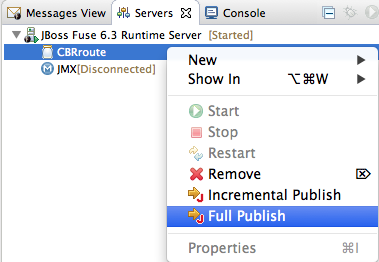 Messages View Servers Console
JBoss Fuse 6.3 Runtime Server [Started]
CBRroute
JMX[Disconnected]
New
Show In ⌥⌘W
Start
Stop
Restart
Remove
Incremental Publish
Full Publish
Properties ⌘I